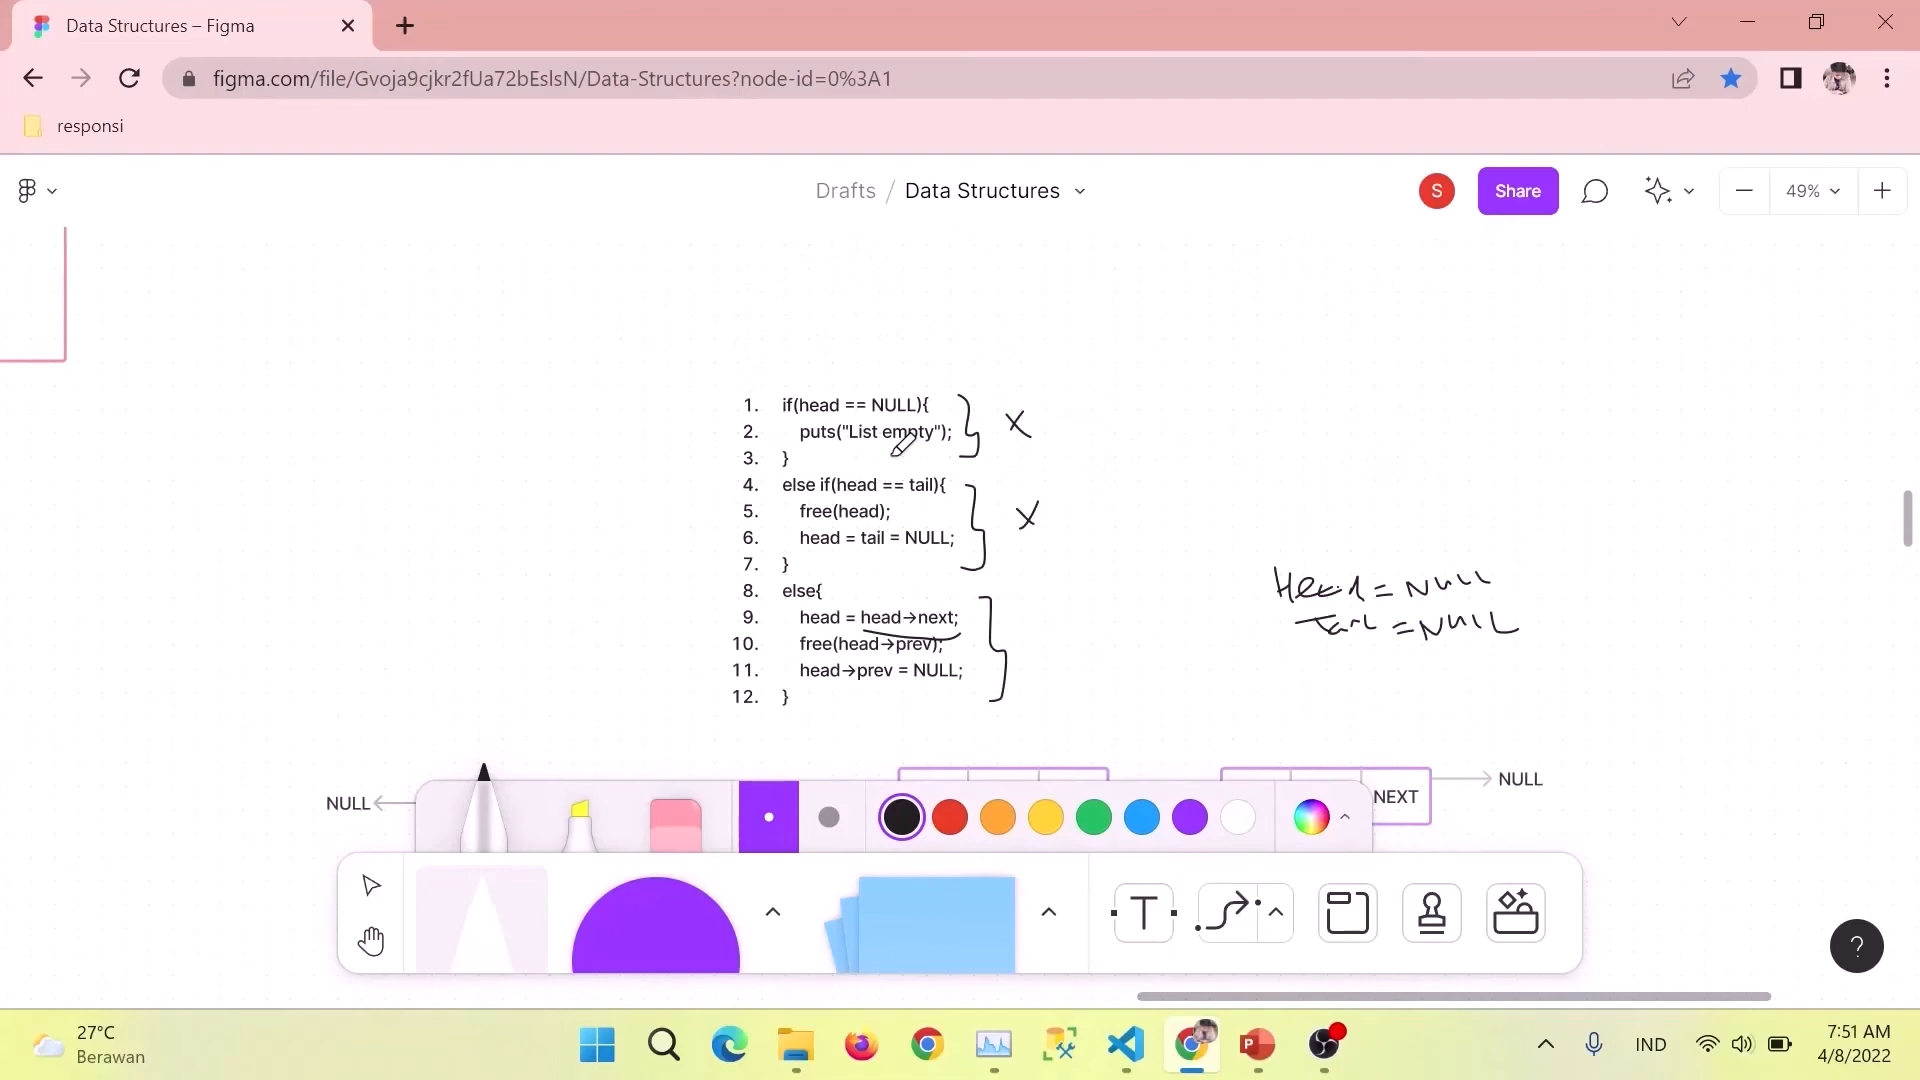 Data Structures – Figma
figma.com/file/Gvoja9cjkr2fUa72bEslsN/Data-Structures?node-id=0%3A1
responsi
Drafts / Data Structures
S
Share
49%
1. if(head == NULL){
2. puts("List empty");
3. }
4. else if(head == tail){
5. free(head);
6. head = tail = NULL;
7. }
8. else{
9. head = head→next;
10. free(head→prev);
11. head→prev = NULL;
12. }
X
X
Head = NULL
Tail = NULL
NULL
NEXT
NULL
T
?
27°C
Berawan
IND
7:51 AM
4/8/2022